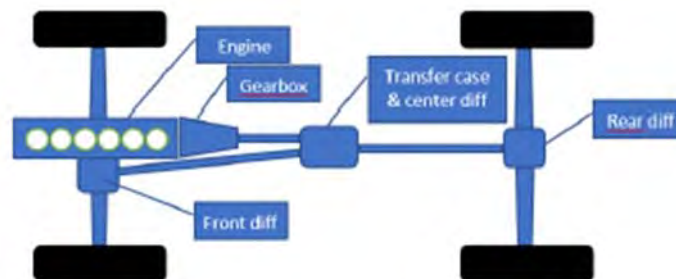 Engine
Gearbox
Transfer case
& center diff
Rear diff
Front diff